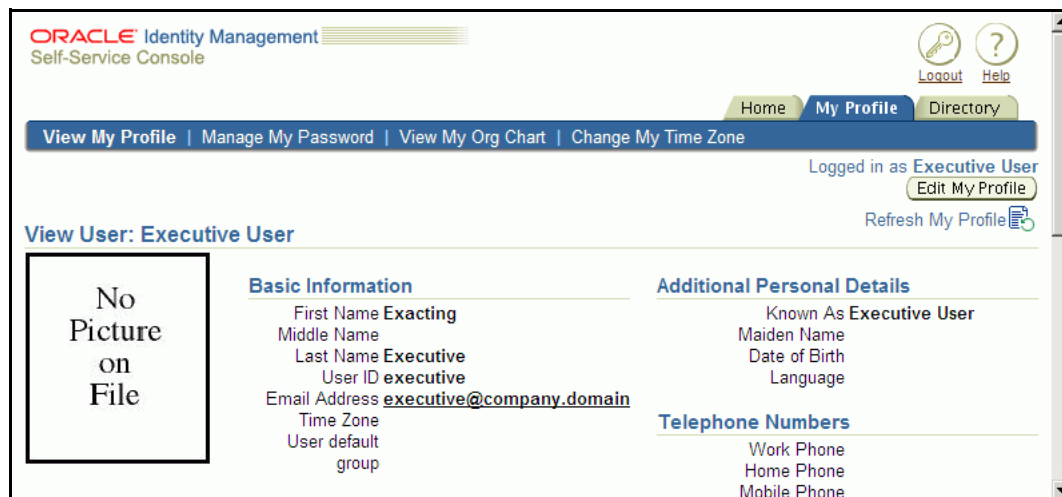 ORACLE Identity Management
Self-Service Console
Logout Help
Home My Profile Directory
View My Profile | Manage My Password | View My Org Chart | Change My Time Zone
Logged in as Executive User
Edit My Profile
Refresh My Profile
View User: Executive User
No
Picture
on
File
Basic Information
First Name Exacting
Middle Name
Last Name Executive
User ID executive
Email Address executive@company.domain
Time Zone
User default
group
Additional Personal Details
Known As Executive User
Maiden Name
Date of Birth
Language
Telephone Numbers
Work Phone
Home Phone
Mobile Phone